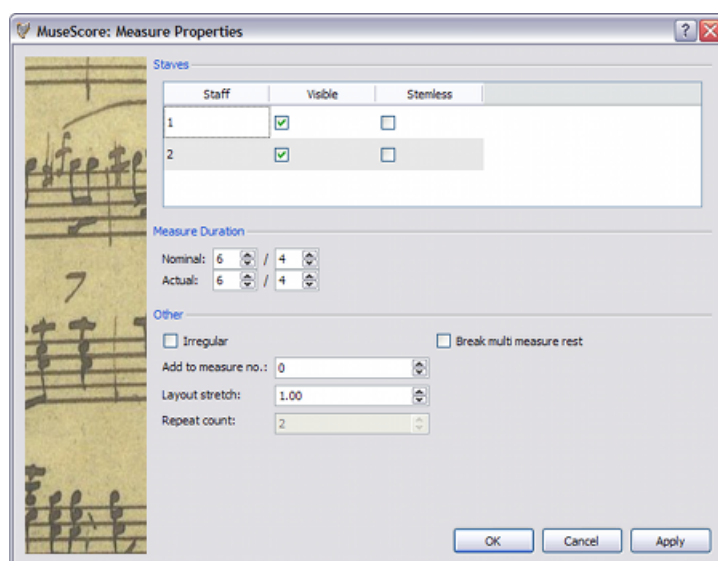 MuseScore: Measure Properties
Staves
Staff Visible Stemless
1
2
Measure Duration
Nominal: 6 / 4
Actual: 6 / 4
Other
Irregular Break multi measure rest
Add to measure no.: 0
Layout stretch: 1.00
Repeat count: 2
7
OK Cancel Apply